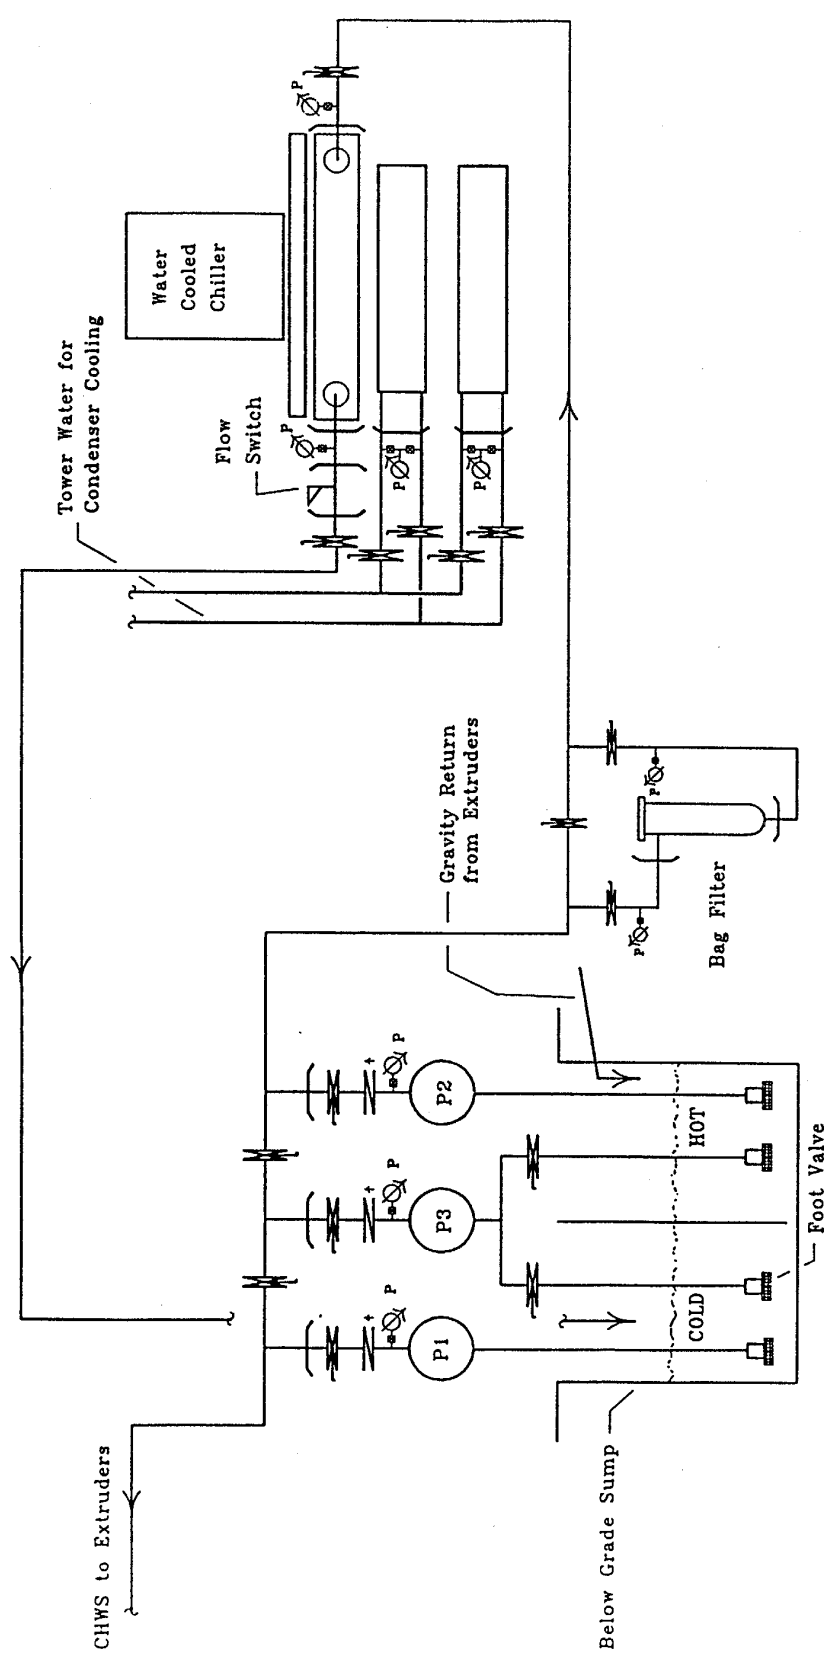 CHWS to Extruders
Tower Water for
Condenser Cooling
Water
Cooled
Chiller
Flow
Switch
P
P
P
P
Gravity Return
from Extruders
P
P
Bag Filter
P
P
P
P1
P3
P2
COLD
HOT
Below Grade Sump
Foot Valve